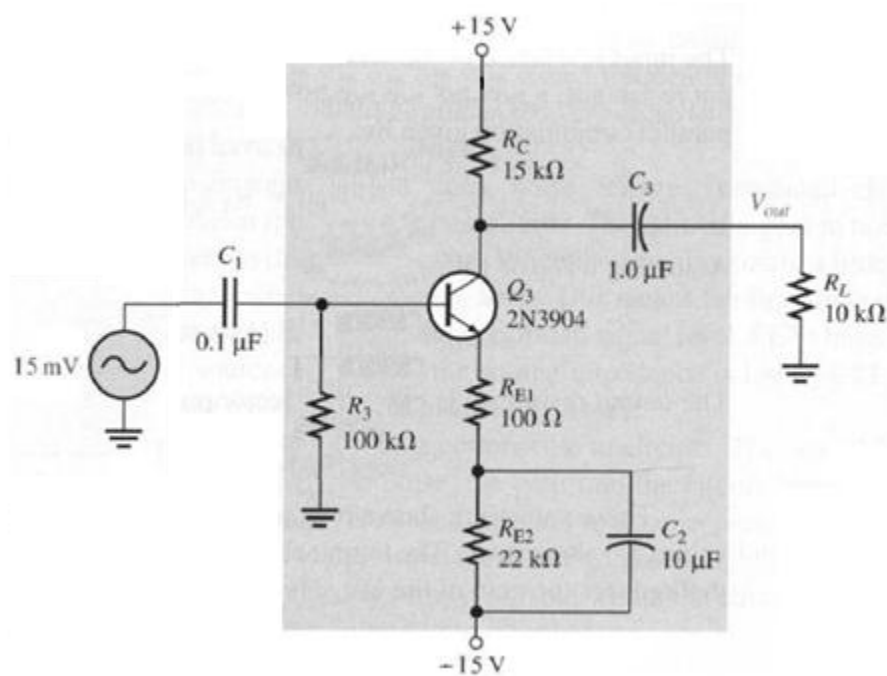 +15 V
R_C
15 kΩ
C_3
V_out
1.0 μF
C_1
Q_3
2N3904
R_L
10 kΩ
0.1 μF
15 mV
R_E1
100 Ω
R_3
100 kΩ
R_E2
22 kΩ
C_2
10 μF
−15 V